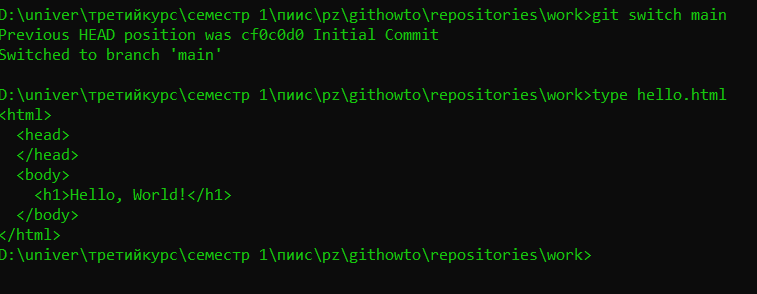 D:\univer\третийкурс\семестр 1\пиис\pz\githowto\repositories\work>git switch main
Previous HEAD position was cf0c0d0 Initial Commit
Switched to branch 'main'
D:\univer\третийкурс\семестр 1\пиис\pz\githowto\repositories\work>type hello.html
<html>
  <head>
  </head>
  <body>
    <h1>Hello, World!</h1>
  </body>
</html>
D:\univer\третийкурс\семестр 1\пиис\pz\githowto\repositories\work>